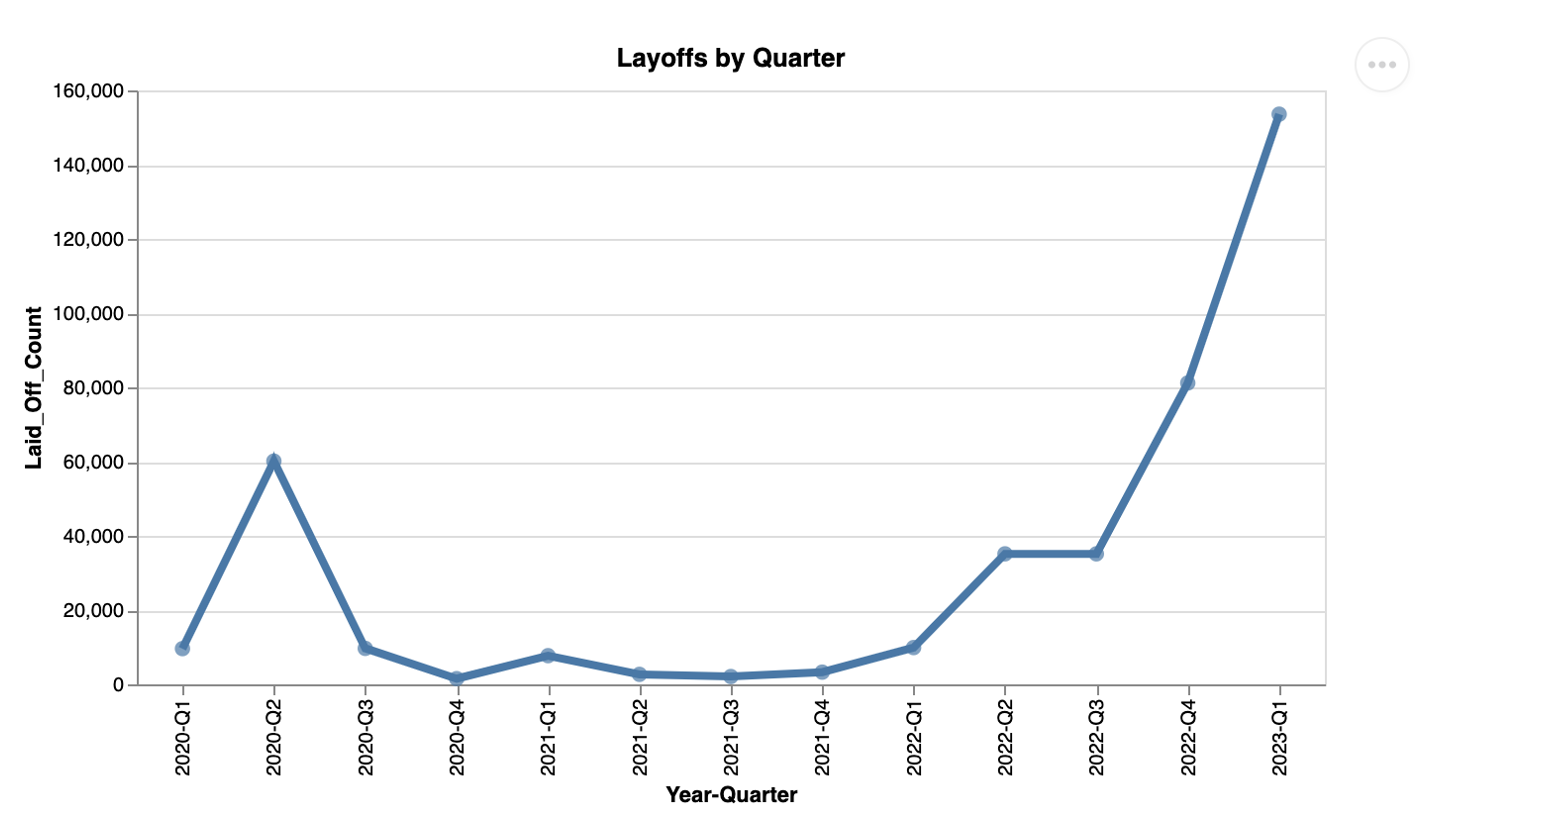 Layoffs by Quarter
160,000
140,000
120,000
100,000
80,000
60,000
40,000
20,000
0
Laid_Off_Count
2020-Q1
2020-Q2
2020-Q3
2020-Q4
2021-Q1
2021-Q2
2021-Q3
2021-Q4
2022-Q1
2022-Q2
2022-Q3
2022-Q4
2023-Q1
Year-Quarter